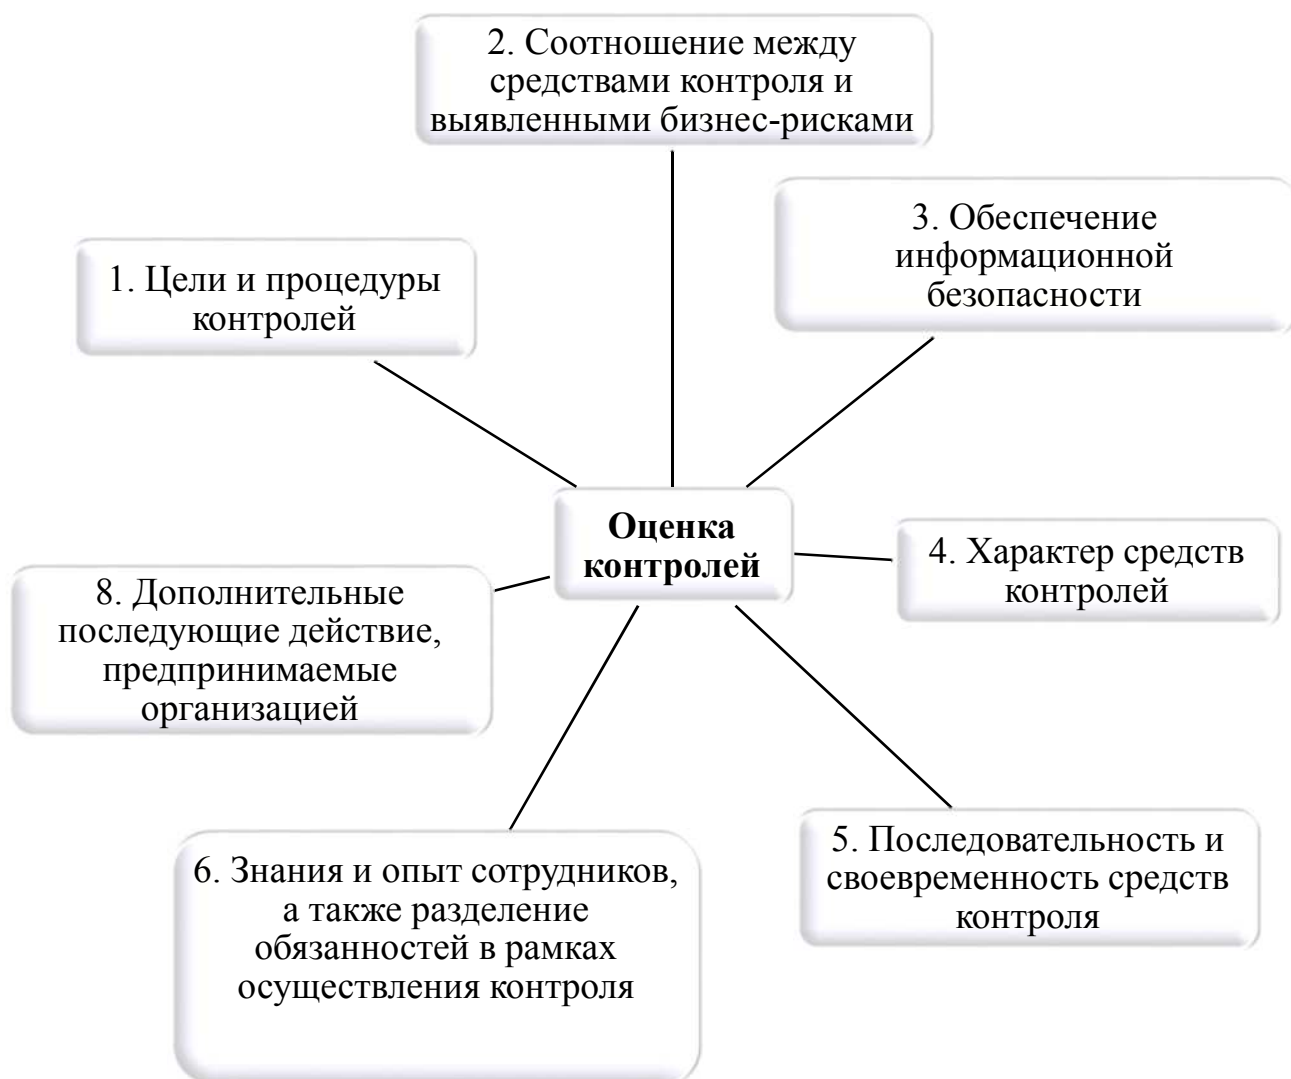 2. Соотношение между
средствами контроля и
выявленными бизнес-рисками
3. Обеспечение
информационной
безопасности
1. Цели и процедуры
контролей
Оценка
контролей
4. Характер средств
контролей
8. Дополнительные
последующие действие,
предпринимаемые
организацией
5. Последовательность и
своевременность средств
контроля
6. Знания и опыт сотрудников,
а также разделение
обязанностей в рамках
осуществления контроля